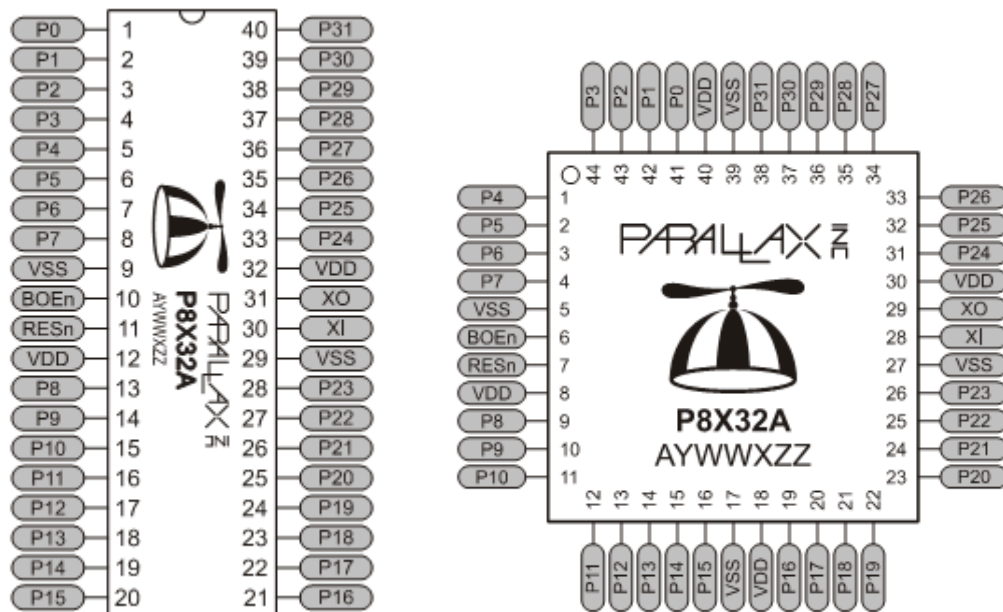 P0 1 40 P31
P1 2 39 P30
P2 3 38 P29
P3 4 37 P28
P4 5 36 P27
P5 6 35 P26
P6 7 34 P25
P7 8 33 P24
VSS 9 32 VDD
BOEn 10 31 XO
RESn 11 30 XI
VDD 12 29 VSS
P8 13 28 P23
P9 14 27 P22
P10 15 26 P21
P11 16 25 P20
P12 17 24 P19
P13 18 23 P18
P14 19 22 P17
P15 20 21 P16
PARALLAX INC
P8X32A
AYWWXZZ
P3 P2 P1 P0 VDD VSS P31 P30 P29 P28 P27
44 43 42 41 40 39 38 37 36 35 34
P4 1 33 P26
P5 2 32 P25
P6 3 31 P24
P7 4 30 VDD
VSS 5 29 XO
BOEn 6 28 XI
RESn 7 27 VSS
VDD 8 26 P23
P8 9 25 P22
P9 10 24 P21
P10 11 23 P20
PARALLAX INC
P8X32A
AYWWXZZ
12 13 14 15 16 17 18 19 20 21 22
P11 P12 P13 P14 P15 VSS VDD P16 P17 P18 P19